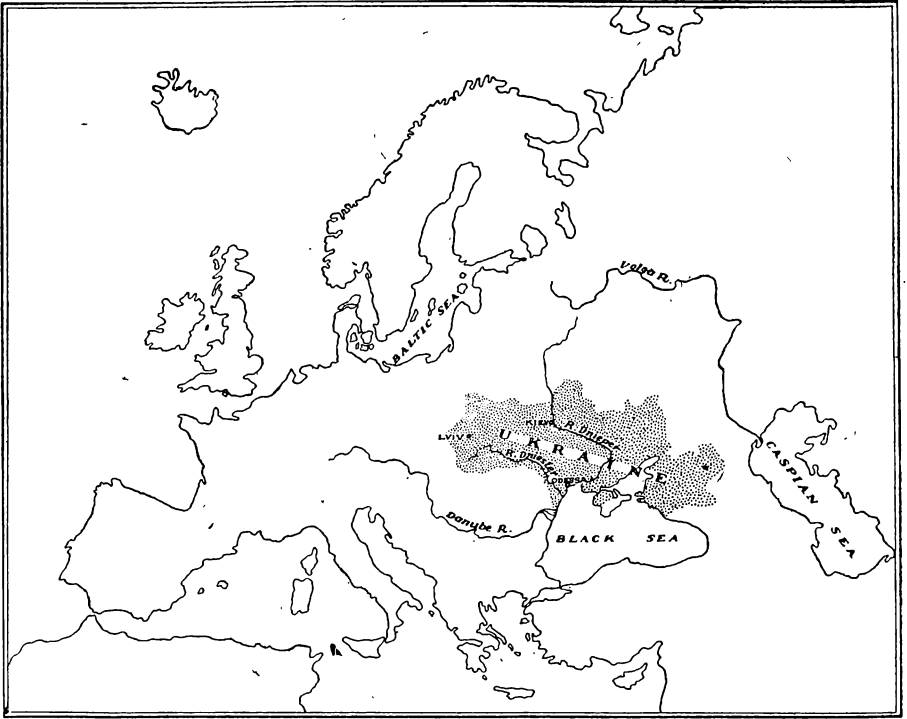 Volga R.
BALTIC SEA
KIEV
R. Dnieper
LVIV
UKRAINE
R. Dniester
ODESSA
CASPIAN SEA
Danube R.
BLACK SEA